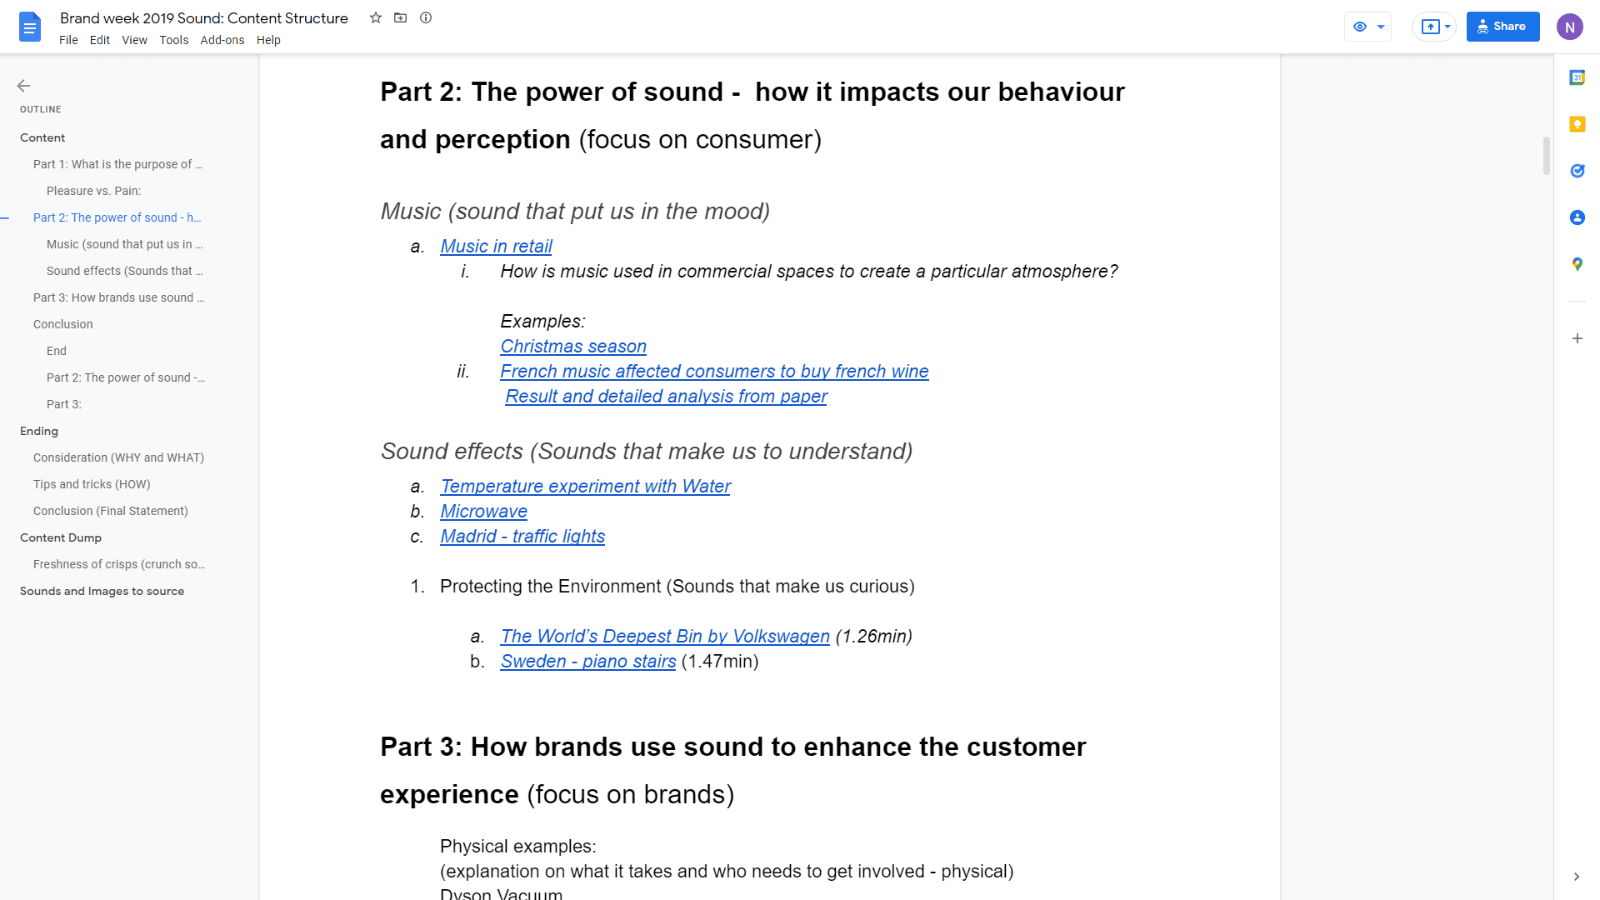 Brand week 2019 Sound: Content Structure
File Edit View Tools Add-ons Help
Share
N
OUTLINE
Content
Part 1: What is the purpose of ...
Pleasure vs. Pain:
Part 2: The power of sound - h...
Music (sound that put us in ...
Sound effects (Sounds that ...
Part 3: How brands use sound ...
Conclusion
End
Part 2: The power of sound -...
Part 3:
Ending
Consideration (WHY and WHAT)
Tips and tricks (HOW)
Conclusion (Final Statement)
Content Dump
Freshness of crisps (crunch so...
Sounds and Images to source
Part 2: The power of sound -  how it impacts our behaviour
and perception (focus on consumer)
Music (sound that put us in the mood)
a. Music in retail
i. How is music used in commercial spaces to create a particular atmosphere?
Examples:
Christmas season
ii. French music affected consumers to buy french wine
Result and detailed analysis from paper
Sound effects (Sounds that make us to understand)
a. Temperature experiment with Water
b. Microwave
c. Madrid - traffic lights
1. Protecting the Environment (Sounds that make us curious)
a. The World's Deepest Bin by Volkswagen (1.26min)
b. Sweden - piano stairs (1.47min)
Part 3: How brands use sound to enhance the customer
experience (focus on brands)
Physical examples:
(explanation on what it takes and who needs to get involved - physical)
Dyson Vacuum
31